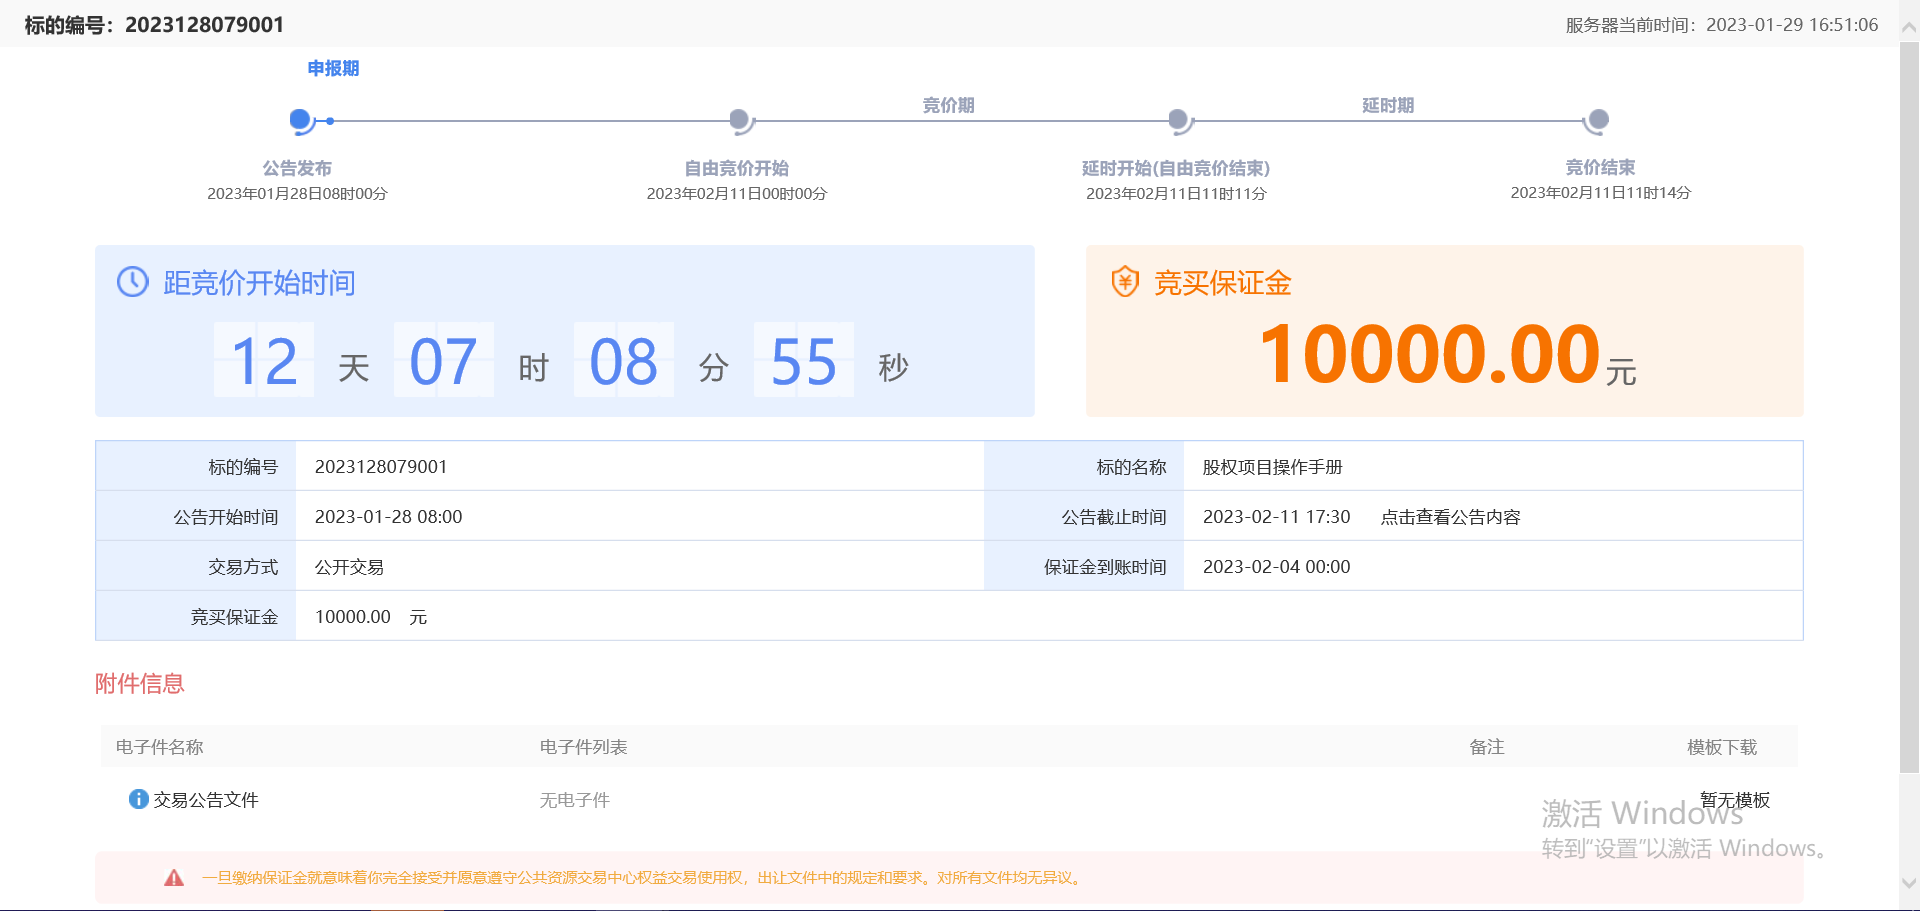 标的编号：2023128079001 服务器当前时间：2023-01-29 16:51:06
申报期
竞价期 延时期
公告发布 自由竞价开始 延时开始(自由竞价结束) 竞价结束
2023年01月28日08时00分 2023年02月11日00时00分 2023年02月11日11时11分 2023年02月11日11时14分
距竞价开始时间 竞买保证金
12 天 07 时 08 分 55 秒 10000.00元
标的编号 2023128079001 标的名称 股权项目操作手册
公告开始时间 2023-01-28 08:00 公告截止时间 2023-02-11 17:30 点击查看公告内容
交易方式 公开交易 保证金到账时间 2023-02-04 00:00
竞买保证金 10000.00 元
附件信息
电子件名称 电子件列表 备注 模板下载
交易公告文件 无电子件 暂无模板
激活 Windows
转到“设置”以激活 Windows。
一旦缴纳保证金就意味着你完全接受并愿意遵守公共资源交易中心权益交易使用权，出让文件中的规定和要求。对所有文件均无异议。